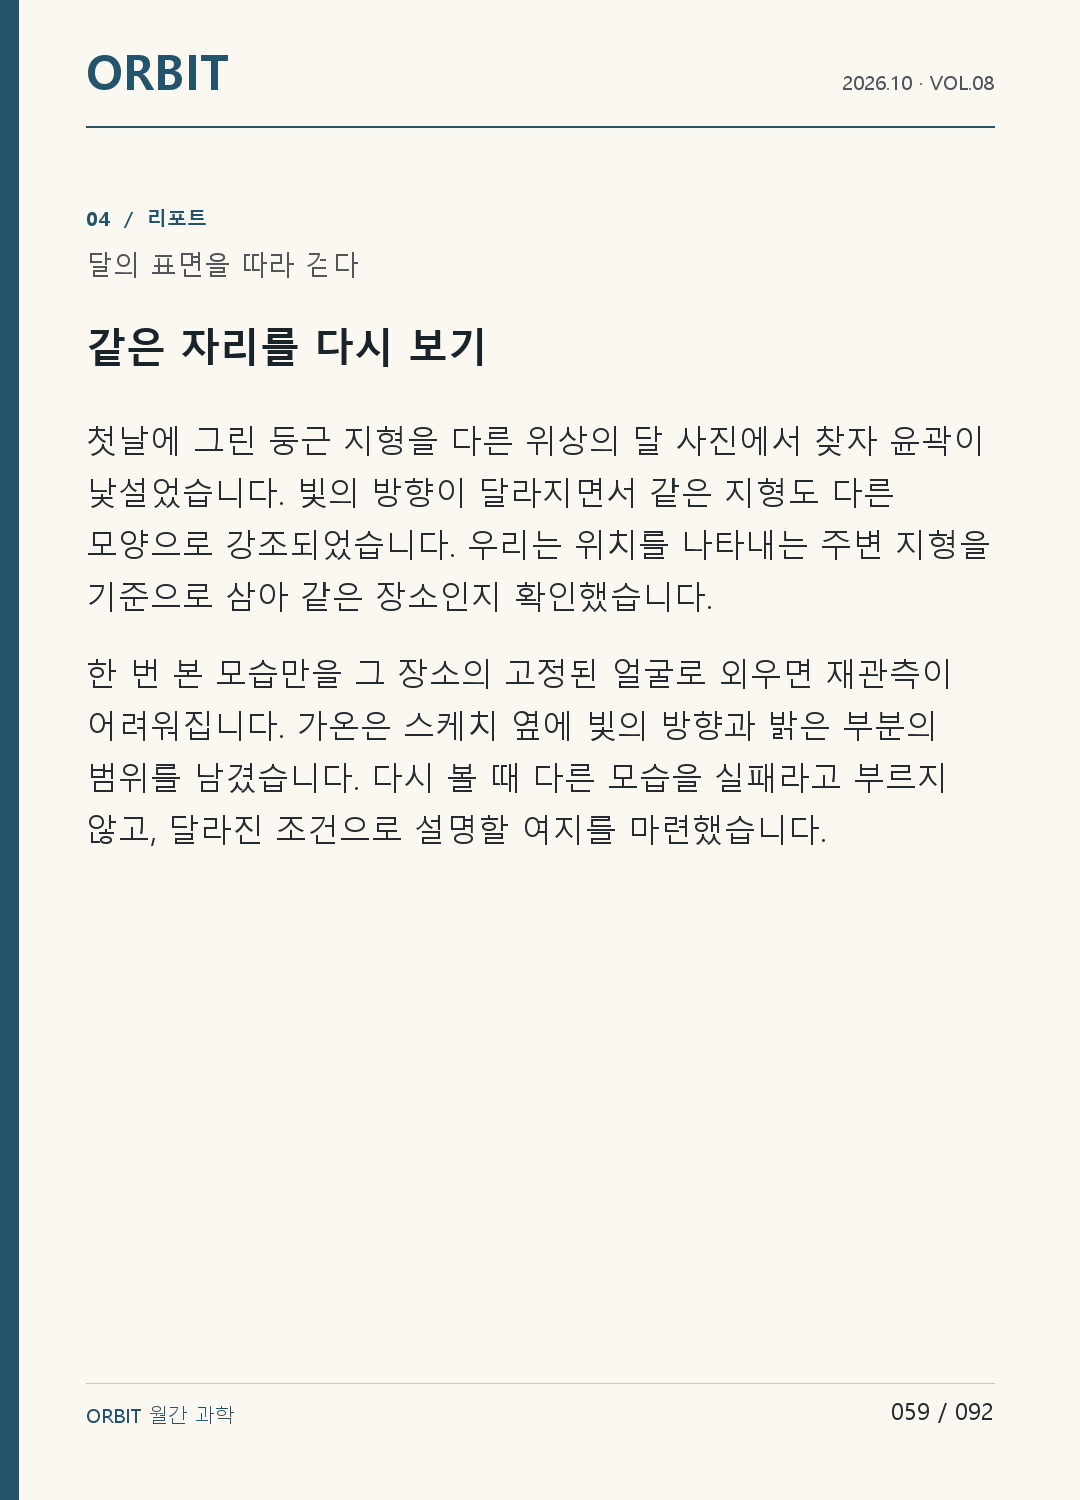 ORBIT
2026.10 · VOL.08
04 / 리포트
달의 표면을 따라 걷다
같은 자리를 다시 보기
첫날에 그린 둥근 지형을 다른 위상의 달 사진에서 찾자 윤곽이
낯설었습니다. 빛의 방향이 달라지면서 같은 지형도 다른
모양으로 강조되었습니다. 우리는 위치를 나타내는 주변 지형을
기준으로 삼아 같은 장소인지 확인했습니다.
한 번 본 모습만을 그 장소의 고정된 얼굴로 외우면 재관측이
어려워집니다. 가온은 스케치 옆에 빛의 방향과 밝은 부분의
범위를 남겼습니다. 다시 볼 때 다른 모습을 실패라고 부르지
않고, 달라진 조건으로 설명할 여지를 마련했습니다.
ORBIT 월간 과학
059 / 092